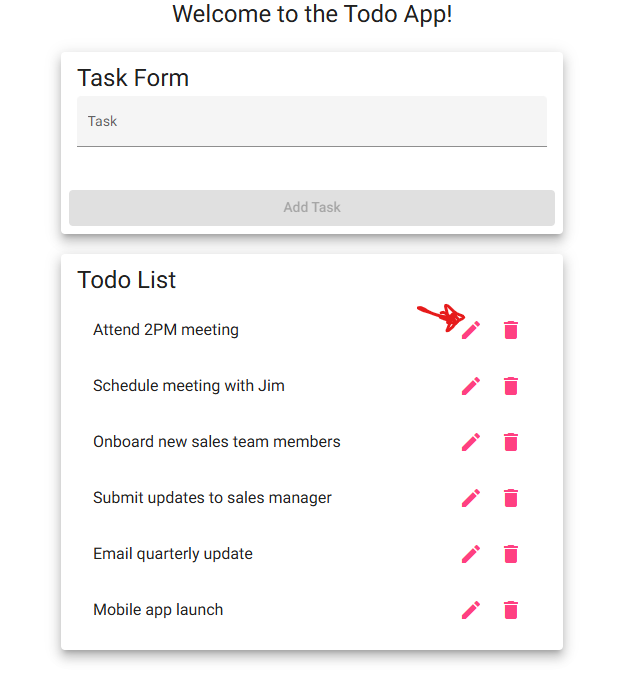 Welcome to the Todo App!
Task Form
Task
Add Task
Todo List
Attend 2PM meeting
Schedule meeting with Jim
Onboard new sales team members
Submit updates to sales manager
Email quarterly update
Mobile app launch